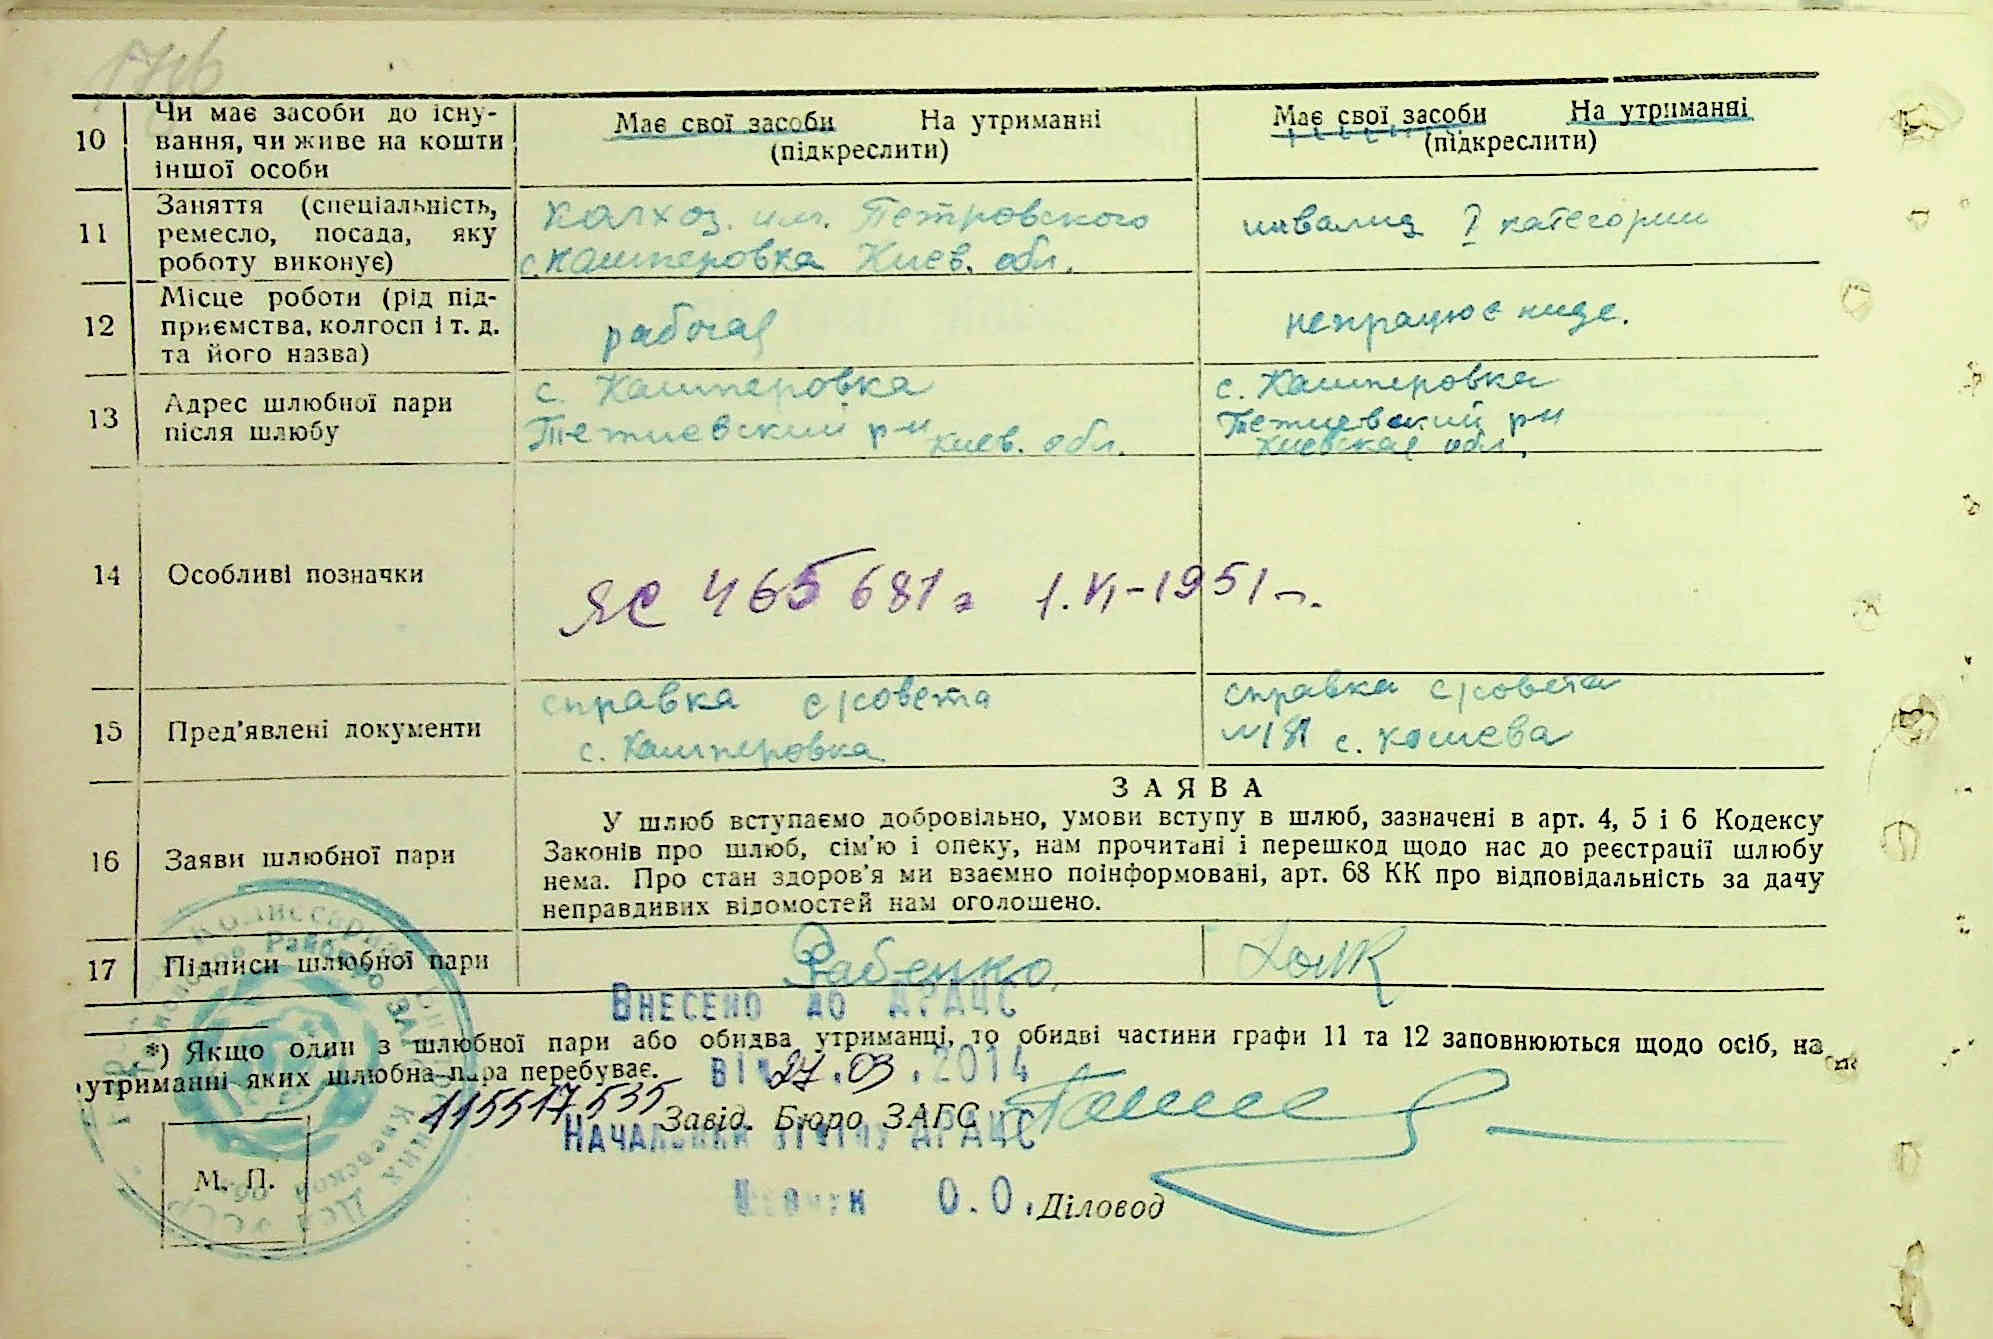 10 Чи має засоби до існу-
вання, чи живе на кошти
іншої особи
Має свої засоби На утриманні
(підкреслити)
Має свої засоби На утриманні
(підкреслити)
11 Заняття (спеціальність,
ремесло, посада, яку
роботу виконує)
колхоз. им. Петровского
с. Кашперовка Киев. обл.
инвалид I категории
12 Місце роботи (рід під-
приємства, колгосп і т. д.
та його назва)
рабочая
непрацює ниде.
13 Адрес шлюбної пари
після шлюбу
с. Кашперовка
Тетиевский р-н Киев. обл.
с. Кашперовка
Тетиевский р-н
Киевская обл.
14 Особливі позначки
ЯС 465681 1.VI-1951 г.
15 Пред'явлені документи
справка с/совета
с. Кашперовка
справка с/совета
с. Кошева
16 Заяви шлюбної пари
ЗАЯВА
У шлюб вступаємо добровільно, умови вступу в шлюб, зазначені в арт. 4, 5 і 6 Кодексу
Законів про шлюб, сім'ю і опеку, нам прочитані і перешкод щодо нас до реєстрації шлюбу
нема. Про стан здоров'я ми взаємно поінформовані, арт. 68 КК про відповідальність за дачу
неправдивих відомостей нам оголошено.
17 Підписи шлюбної пари
Внесено до ДРАЦС
*) Якщо один з шлюбної пари або обидва утриманці, то обидві частини графи 11 та 12 заповнюються щодо осіб, на
утриманні яких шлюбна пара перебуває.
від 27.03.2014
115517535
Завід. Бюро ЗАГС
Начальник відділу ДРАЦС
М. П.
О.О.
Діловод